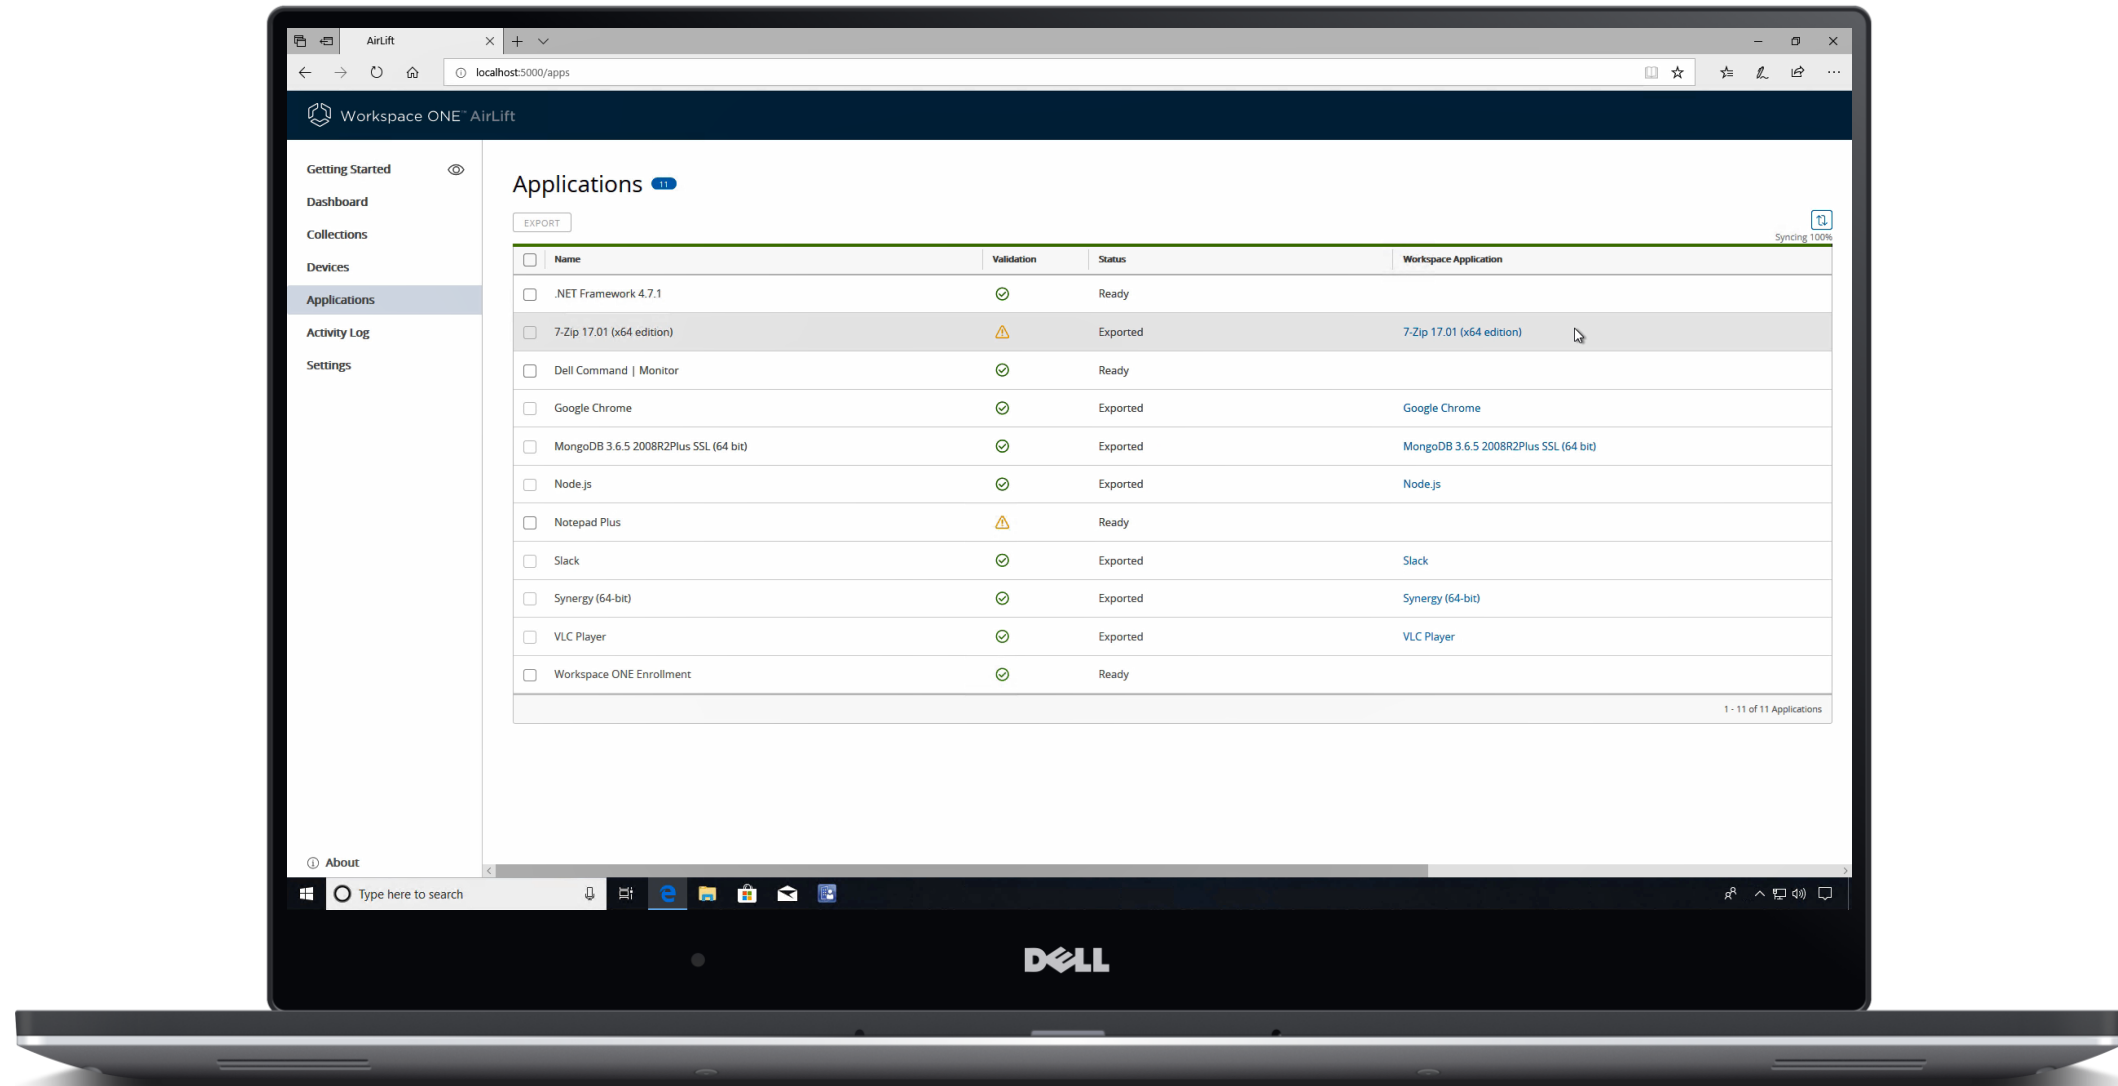 AirLift
localhost:5000/apps
Workspace ONE™ AirLift
Getting Started
Dashboard
Collections
Devices
Applications
Activity Log
Settings
About
Applications 11
EXPORT
Syncing 100%
Name Validation Status Workspace Application
.NET Framework 4.7.1 Ready
7-Zip 17.01 (x64 edition) Exported 7-Zip 17.01 (x64 edition)
Dell Command | Monitor Ready
Google Chrome Exported Google Chrome
MongoDB 3.6.5 2008R2Plus SSL (64 bit) Exported MongoDB 3.6.5 2008R2Plus SSL (64 bit)
Node.js Exported Node.js
Notepad Plus Ready
Slack Exported Slack
Synergy (64-bit) Exported Synergy (64-bit)
VLC Player Exported VLC Player
Workspace ONE Enrollment Ready
1 - 11 of 11 Applications
Type here to search
DELL